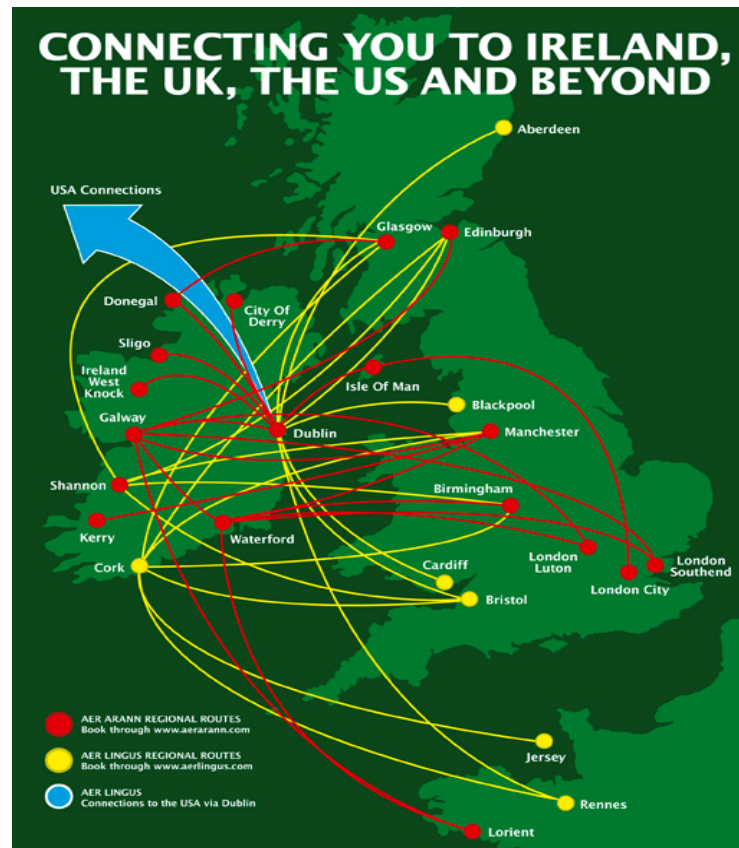 CONNECTING YOU TO IRELAND,
THE UK, THE US AND BEYOND
Aberdeen
USA Connections
Glasgow
Edinburgh
Donegal
City Of
Derry
Sligo
Ireland
West
Knock
Isle Of Man
Blackpool
Galway
Dublin
Manchester
Shannon
Birmingham
Kerry
Waterford
London
Luton
London
Southend
London City
Cork
Cardiff
Bristol
Jersey
Rennes
Lorient
AER ARANN REGIONAL ROUTES
Book through www.aerarann.com
AER LINGUS REGIONAL ROUTES
Book through www.aerlingus.com
AER LINGUS
Connections to the USA via Dublin